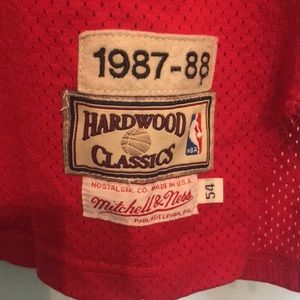 1987-88
HARDWOOD
CLASSICS
NBA
NOSTALGIA CO. MADE IN U.S.A.
Mitchell & Ness
PHILADELPHIA, PA.
54